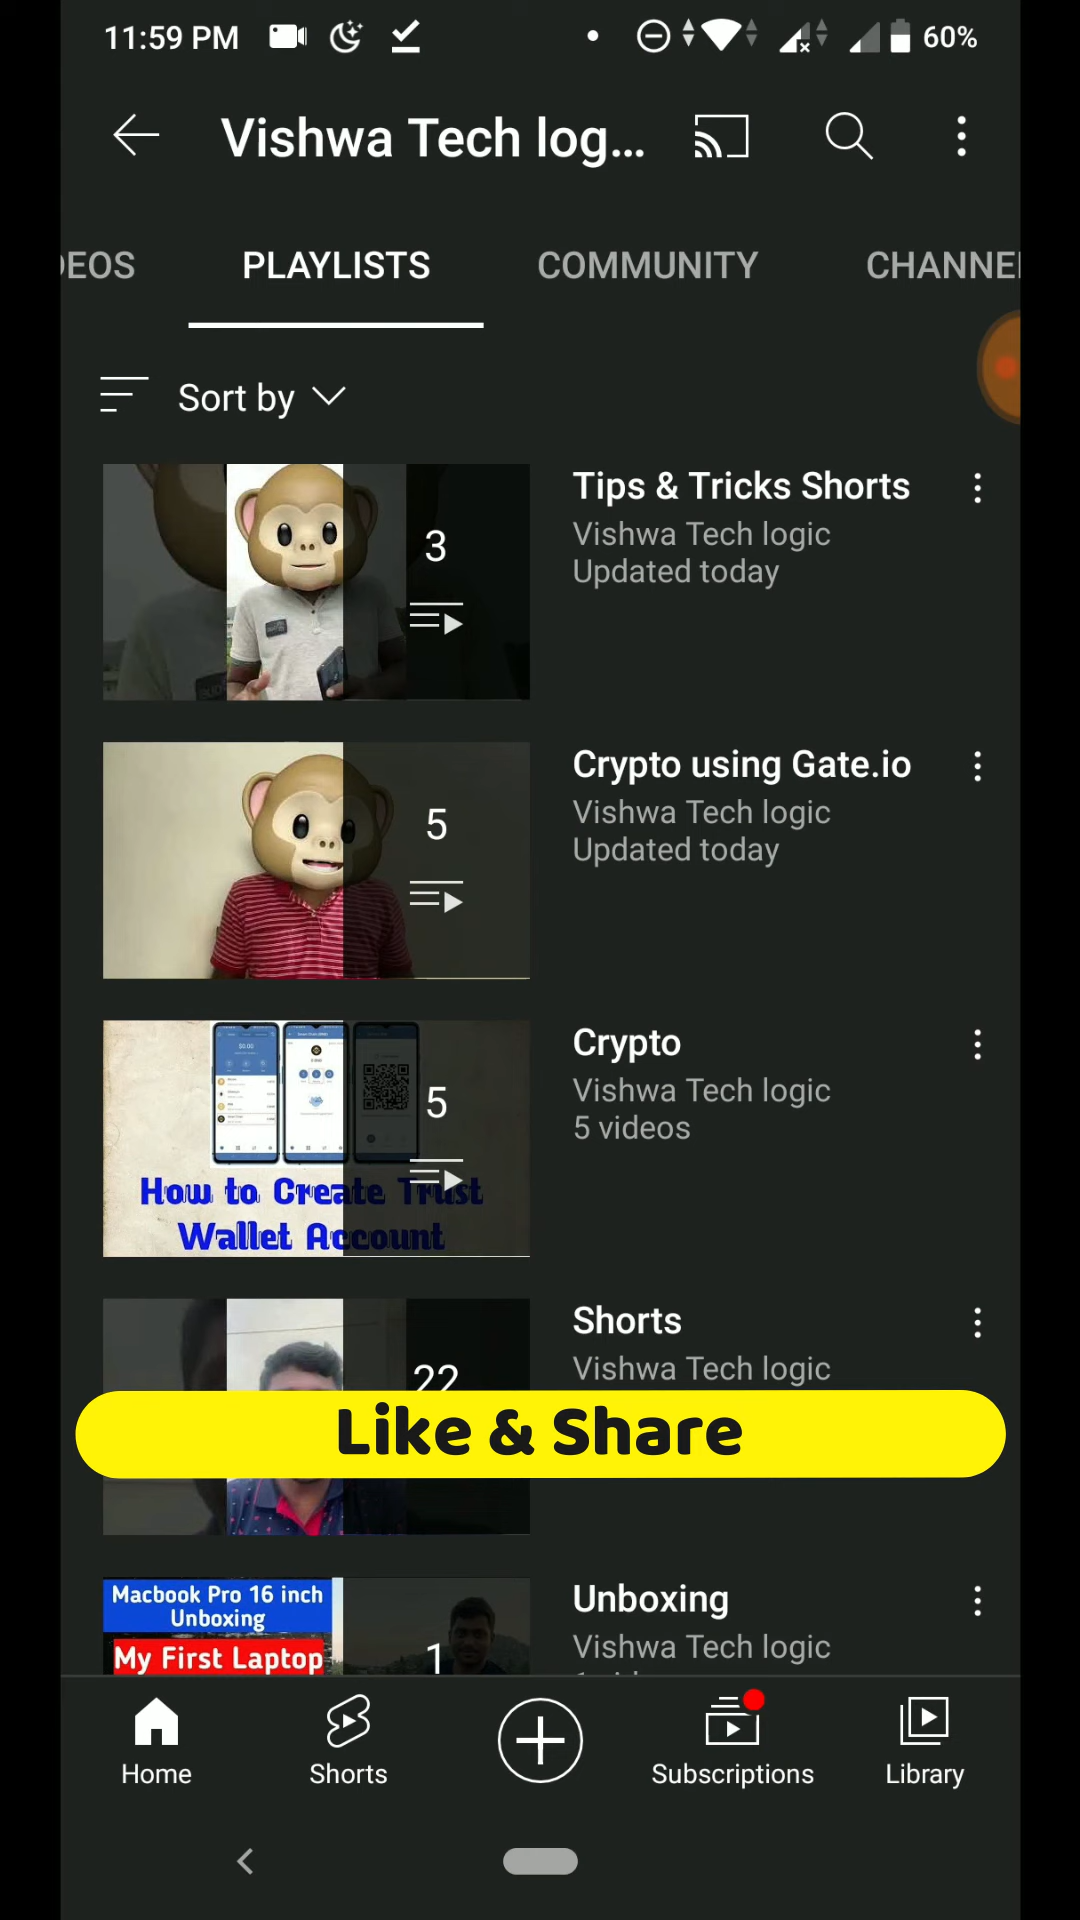 11:59 PM
60%
Vishwa Tech log...
DEOS
PLAYLISTS
COMMUNITY
CHANNE
Sort by
3
Tips & Tricks Shorts
Vishwa Tech logic
Updated today
5
Crypto using Gate.io
Vishwa Tech logic
Updated today
5
How to Create Trust
Wallet Account
Crypto
Vishwa Tech logic
5 videos
22
Shorts
Vishwa Tech logic
Like & Share
Macbook Pro 16 inch
Unboxing
My First Laptop
1
Unboxing
Vishwa Tech logic
Home
Shorts
Subscriptions
Library